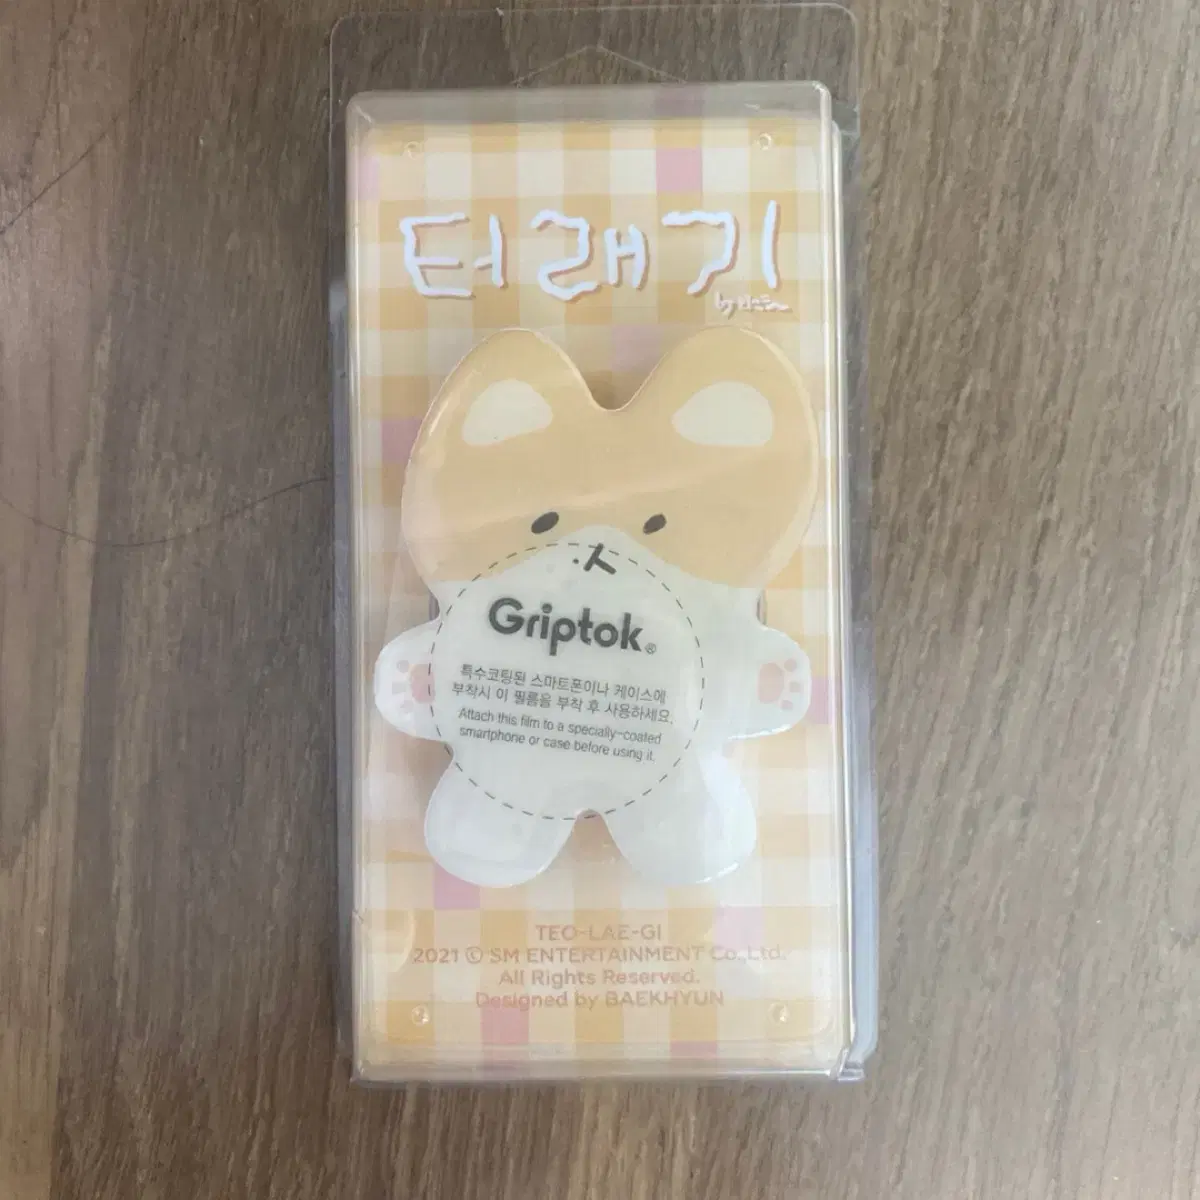 터래기
by 백현
Griptok®
특수코팅된 스마트폰이나 케이스에
부착시 이 필름을 부착 후 사용하세요.
Attach this film to a specially-coated
smartphone or case before using it.
TEO-LAE-GI
2021 © SM ENTERTAINMENT Co.,Ltd.
All Rights Reserved.
Designed by BAEKHYUN